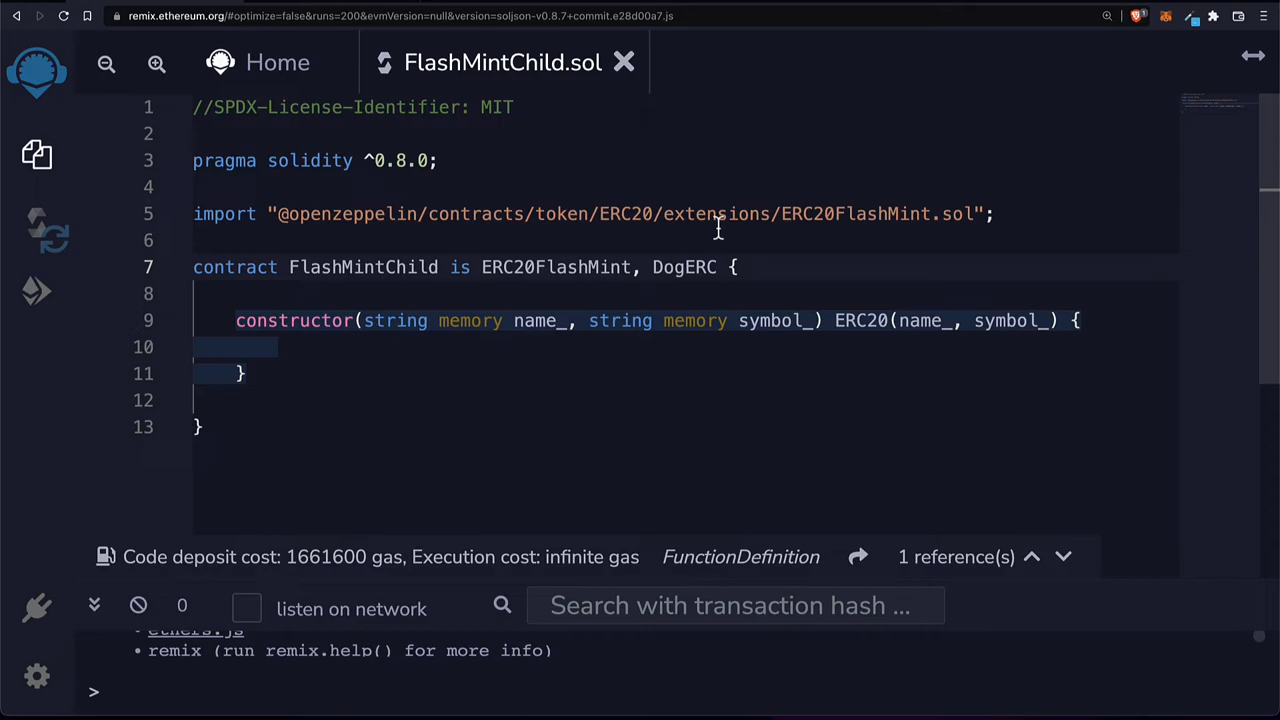 remix.ethereum.org/#optimize=false&runs=200&evmVersion=null&version=soljson-v0.8.7+commit.e28d00a7.js
Home FlashMintChild.sol
1 //SPDX-License-Identifier: MIT
2
3 pragma solidity ^0.8.0;
4
5 import "@openzeppelin/contracts/token/ERC20/extensions/ERC20FlashMint.sol";
6
7 contract FlashMintChild is ERC20FlashMint, DogERC {
8
9 constructor(string memory name_, string memory symbol_) ERC20(name_, symbol_) {
10
11 }
12
13 }
Code deposit cost: 1661600 gas, Execution cost: infinite gas FunctionDefinition 1 reference(s)
0 listen on network Search with transaction hash ...
• ethers.js
• remix (run remix.help() for more info)
>